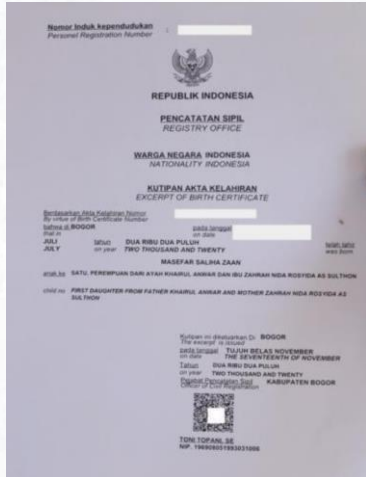 Nomor Induk kependudukan :
Personel Registration Number
REPUBLIK INDONESIA
PENCATATAN SIPIL
REGISTRY OFFICE
WARGA NEGARA INDONESIA
NATIONALITY INDONESIA
KUTIPAN AKTA KELAHIRAN
EXCERPT OF BIRTH CERTIFICATE
Berdasarkan Akta Kelahiran Nomor
By virtue of Birth Certificate Number
bahwa di BOGOR pada tanggal
that in on date
JULI tahun DUA RIBU DUA PULUH telah lahir
JULY on year TWO THOUSAND AND TWENTY was born
MASEFAR SALIHA ZAAN
anak ke SATU, PEREMPUAN DARI AYAH KHAIRUL ANWAR DAN IBU ZAHRAH NIDA ROSYIDA AS SULTHON
child no FIRST DAUGHTER FROM FATHER KHAIRUL ANWAR AND MOTHER ZAHRAH NIDA ROSYIDA AS
SULTHON
Kutipan ini dikeluarkan Di BOGOR
The excerpt is issued
pada tanggal TUJUH BELAS NOVEMBER
on date THE SEVENTEENTH OF NOVEMBER
Tahun DUA RIBU DUA PULUH
on year TWO THOUSAND AND TWENTY
Pejabat Pencatatan Sipil KABUPATEN BOGOR
Officer of Civil Registration
TONI TOPANI, SE